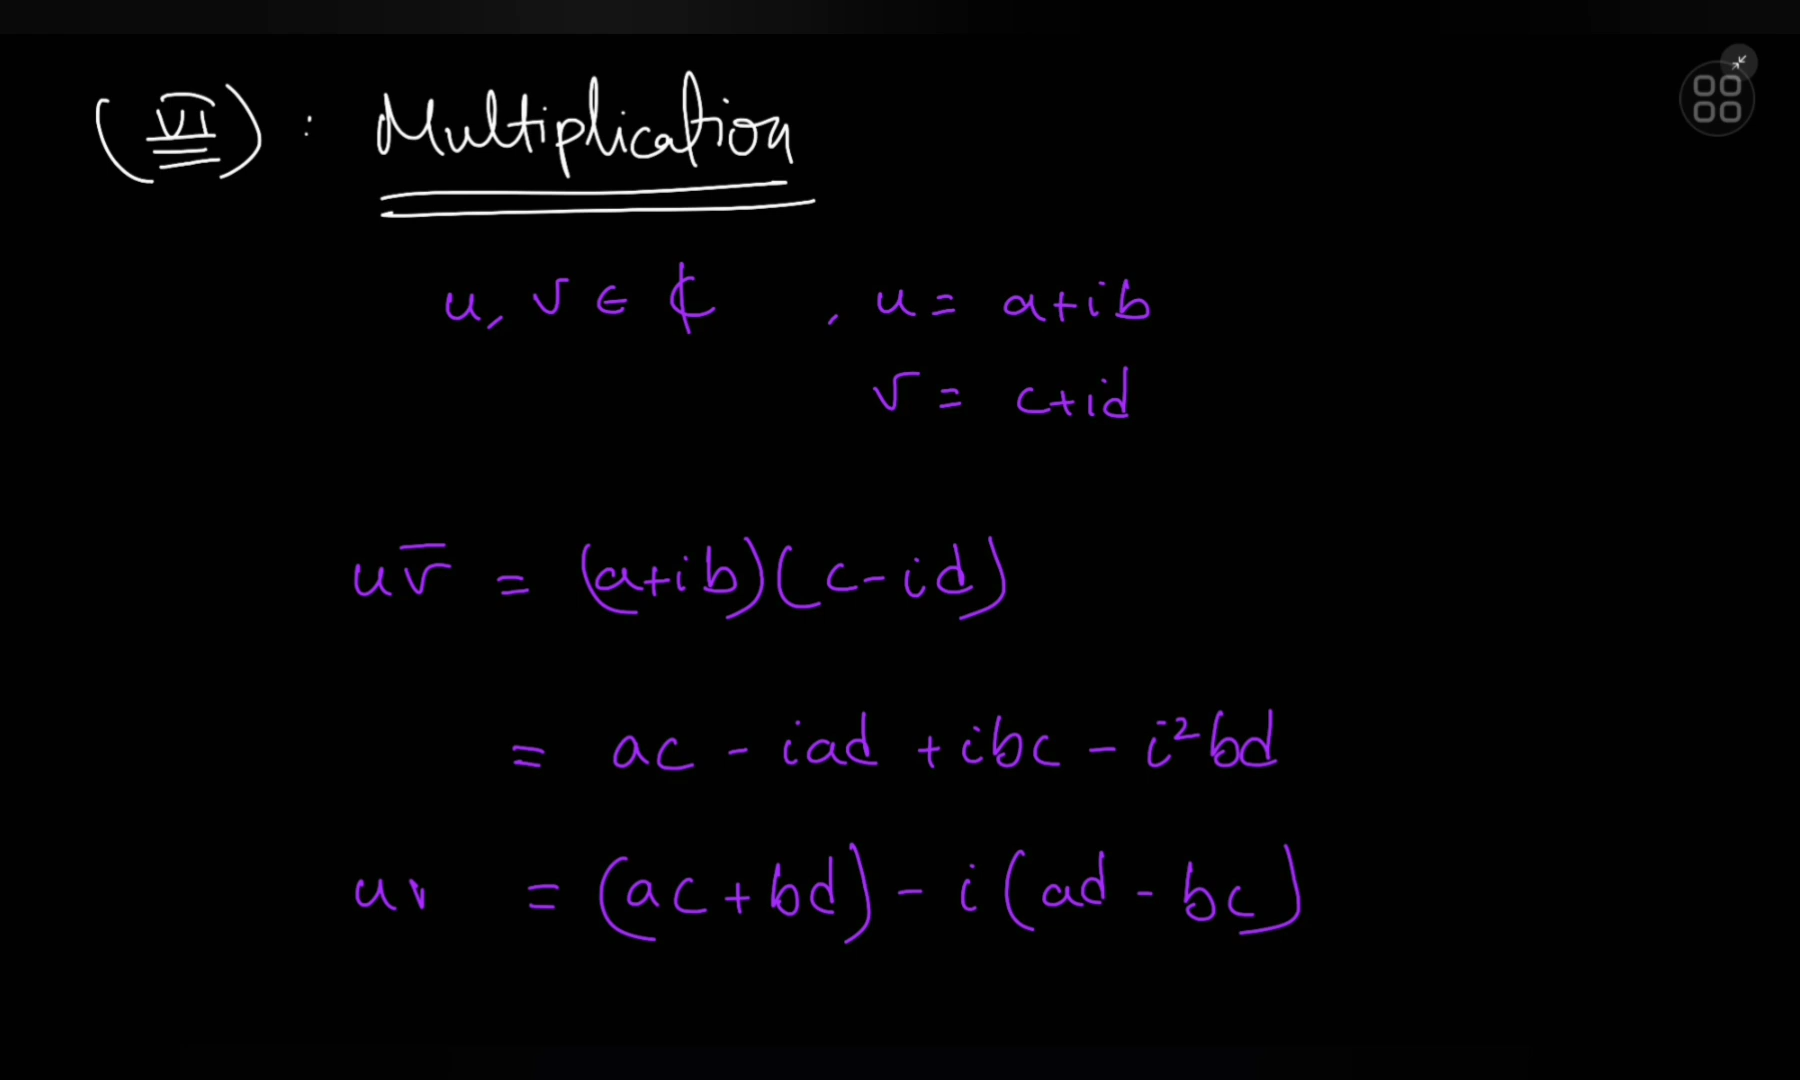 (VI) : Multiplication
u, v ∈ ℂ , u = a+ib
v = c+id
uv̅ = (a+ib)(c-id)
= ac - iad + ibc - i²bd
uv = (ac+bd) - i(ad - bc)